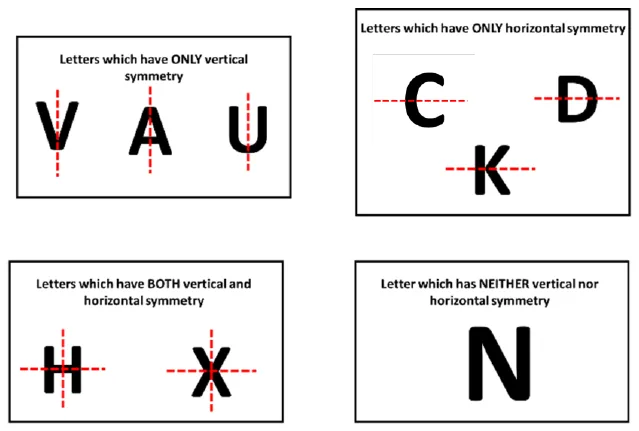 Letters which have ONLY vertical
symmetry
V A U
Letters which have ONLY horizontal symmetry
C D
K
Letters which have BOTH vertical and
horizontal symmetry
H X
Letter which has NEITHER vertical nor
horizontal symmetry
N